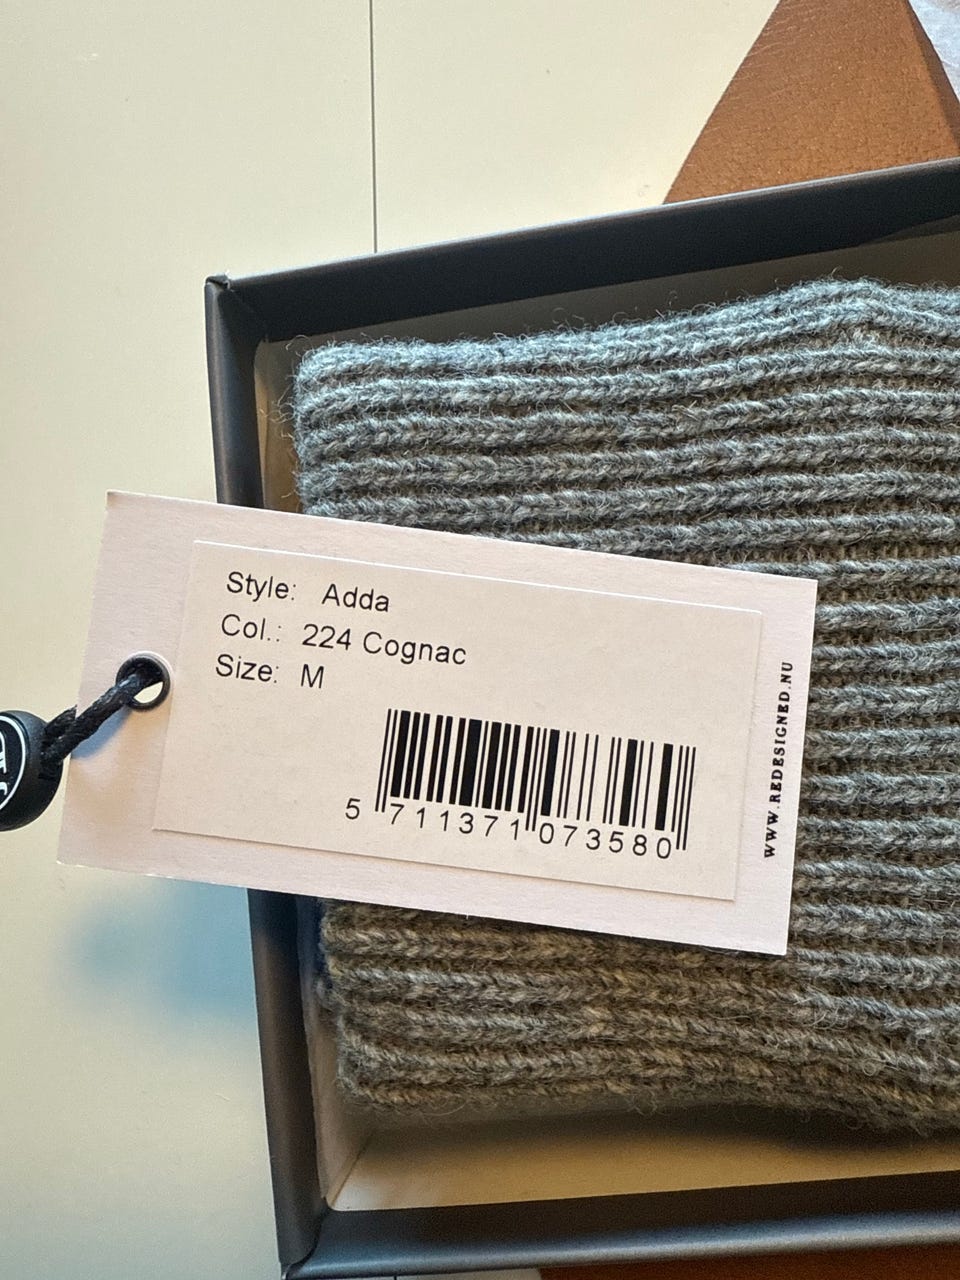 Style: Adda
Col.: 224 Cognac
Size: M
5 711371 073580
WWW.REDESIGNED.NU